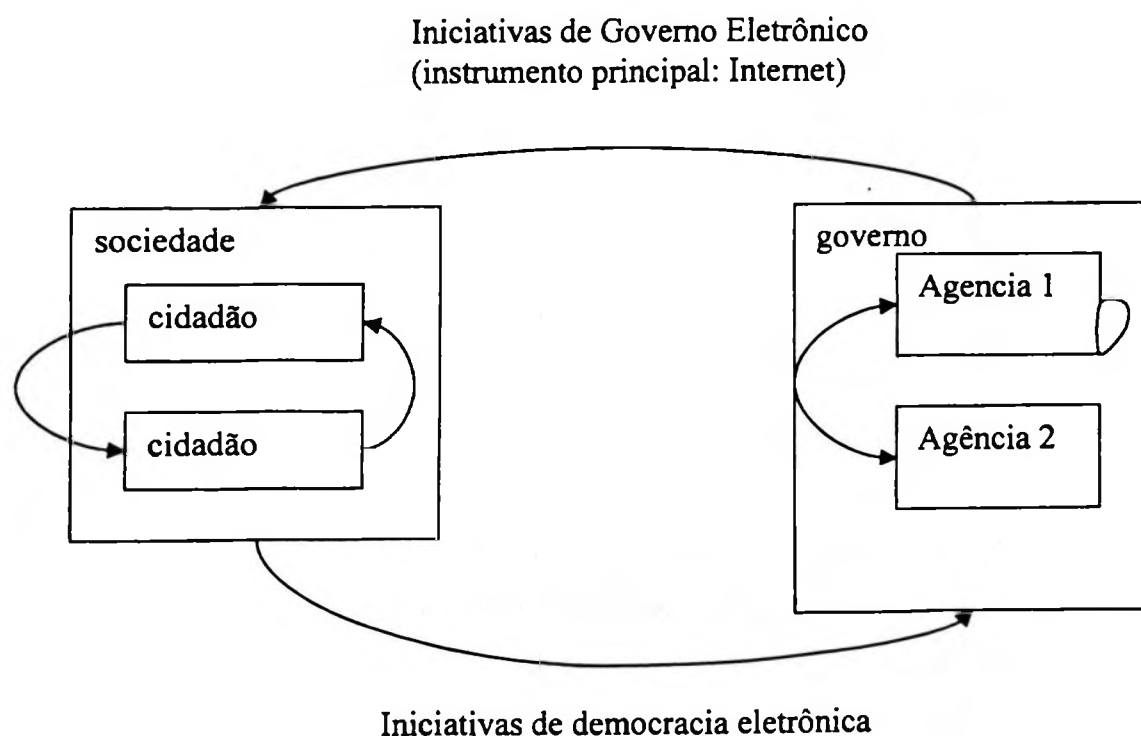 Iniciativas de Governo Eletrônico
(instrumento principal: Internet)
sociedade
cidadão
cidadão
governo
Agencia 1
Agência 2
Iniciativas de democracia eletrônica